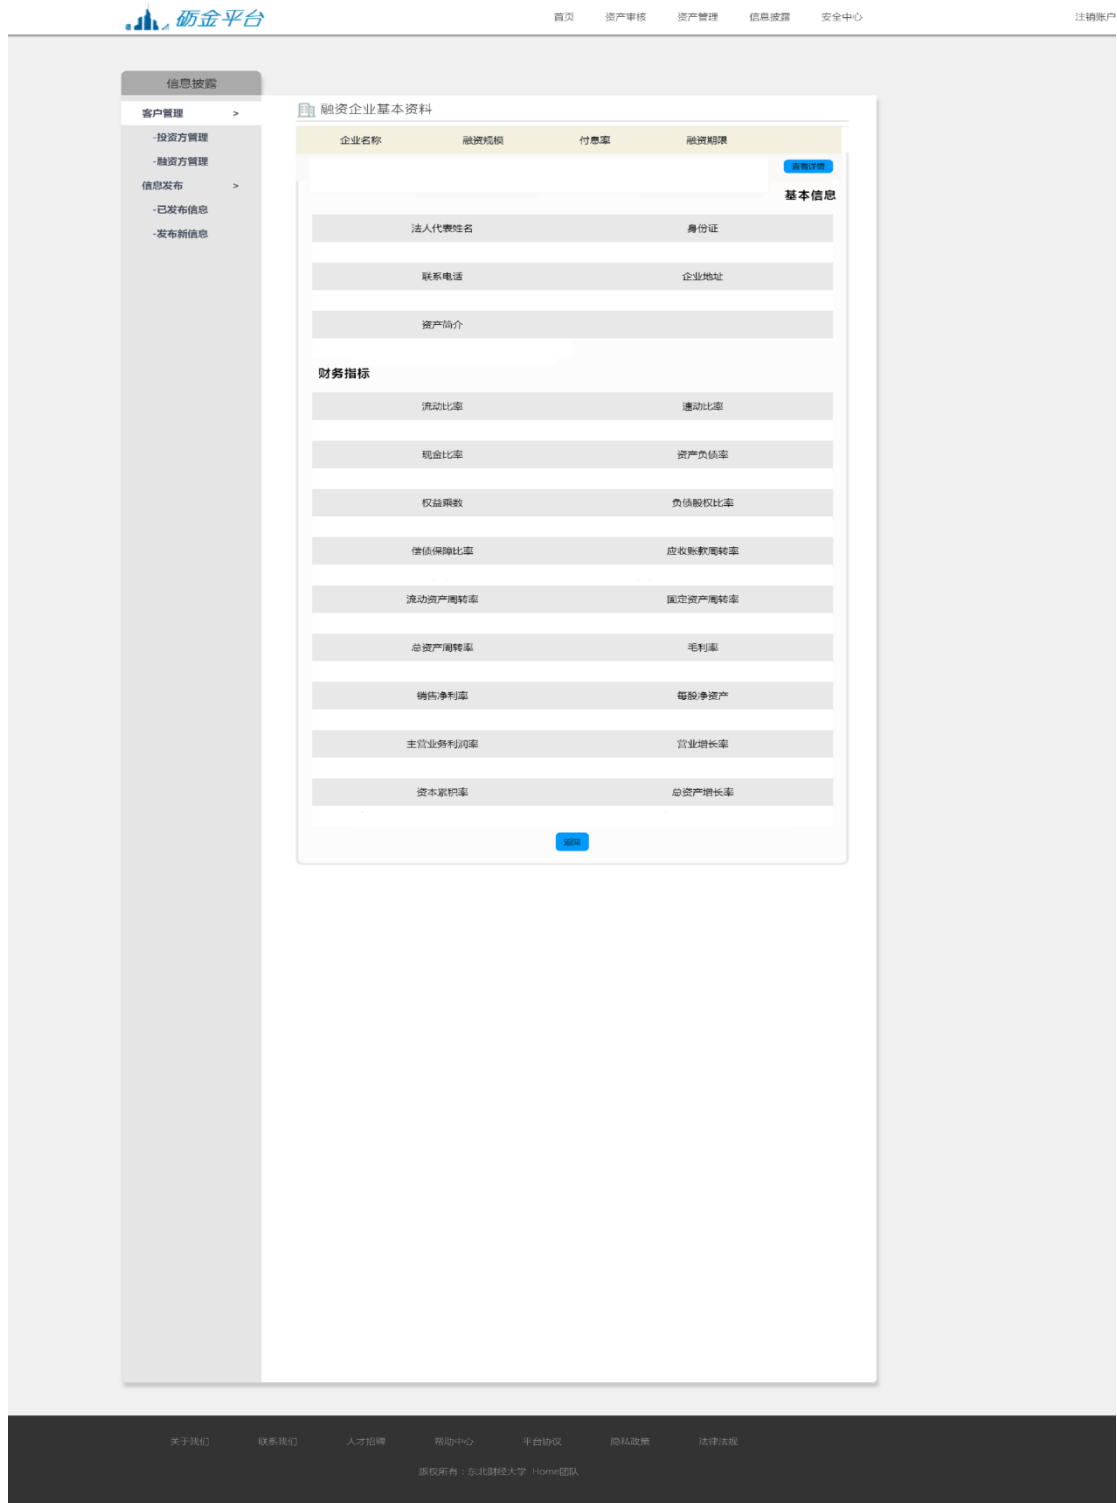 砺金平台 首页 资产审核 资产管理 信息披露 安全中心 注销账户
信息披露
客户管理 >
-投资方管理
-融资方管理
信息发布 >
-已发布信息
-发布新信息
融资企业基本资料
企业名称 融资规模 付息率 融资期限
查看详情
基本信息
法人代表姓名 身份证
联系电话 企业地址
资产简介
财务指标
流动比率 速动比率
现金比率 资产负债率
权益乘数 负债股权比率
偿债保障比率 应收账款周转率
流动资产周转率 固定资产周转率
总资产周转率 毛利率
销售净利率 每股净资产
主营业务利润率 营业增长率
资本累积率 总资产增长率
返回
关于我们 联系我们 人才招聘 帮助中心 平台协议 隐私政策 法律法规
版权所有：东北财经大学 Home团队